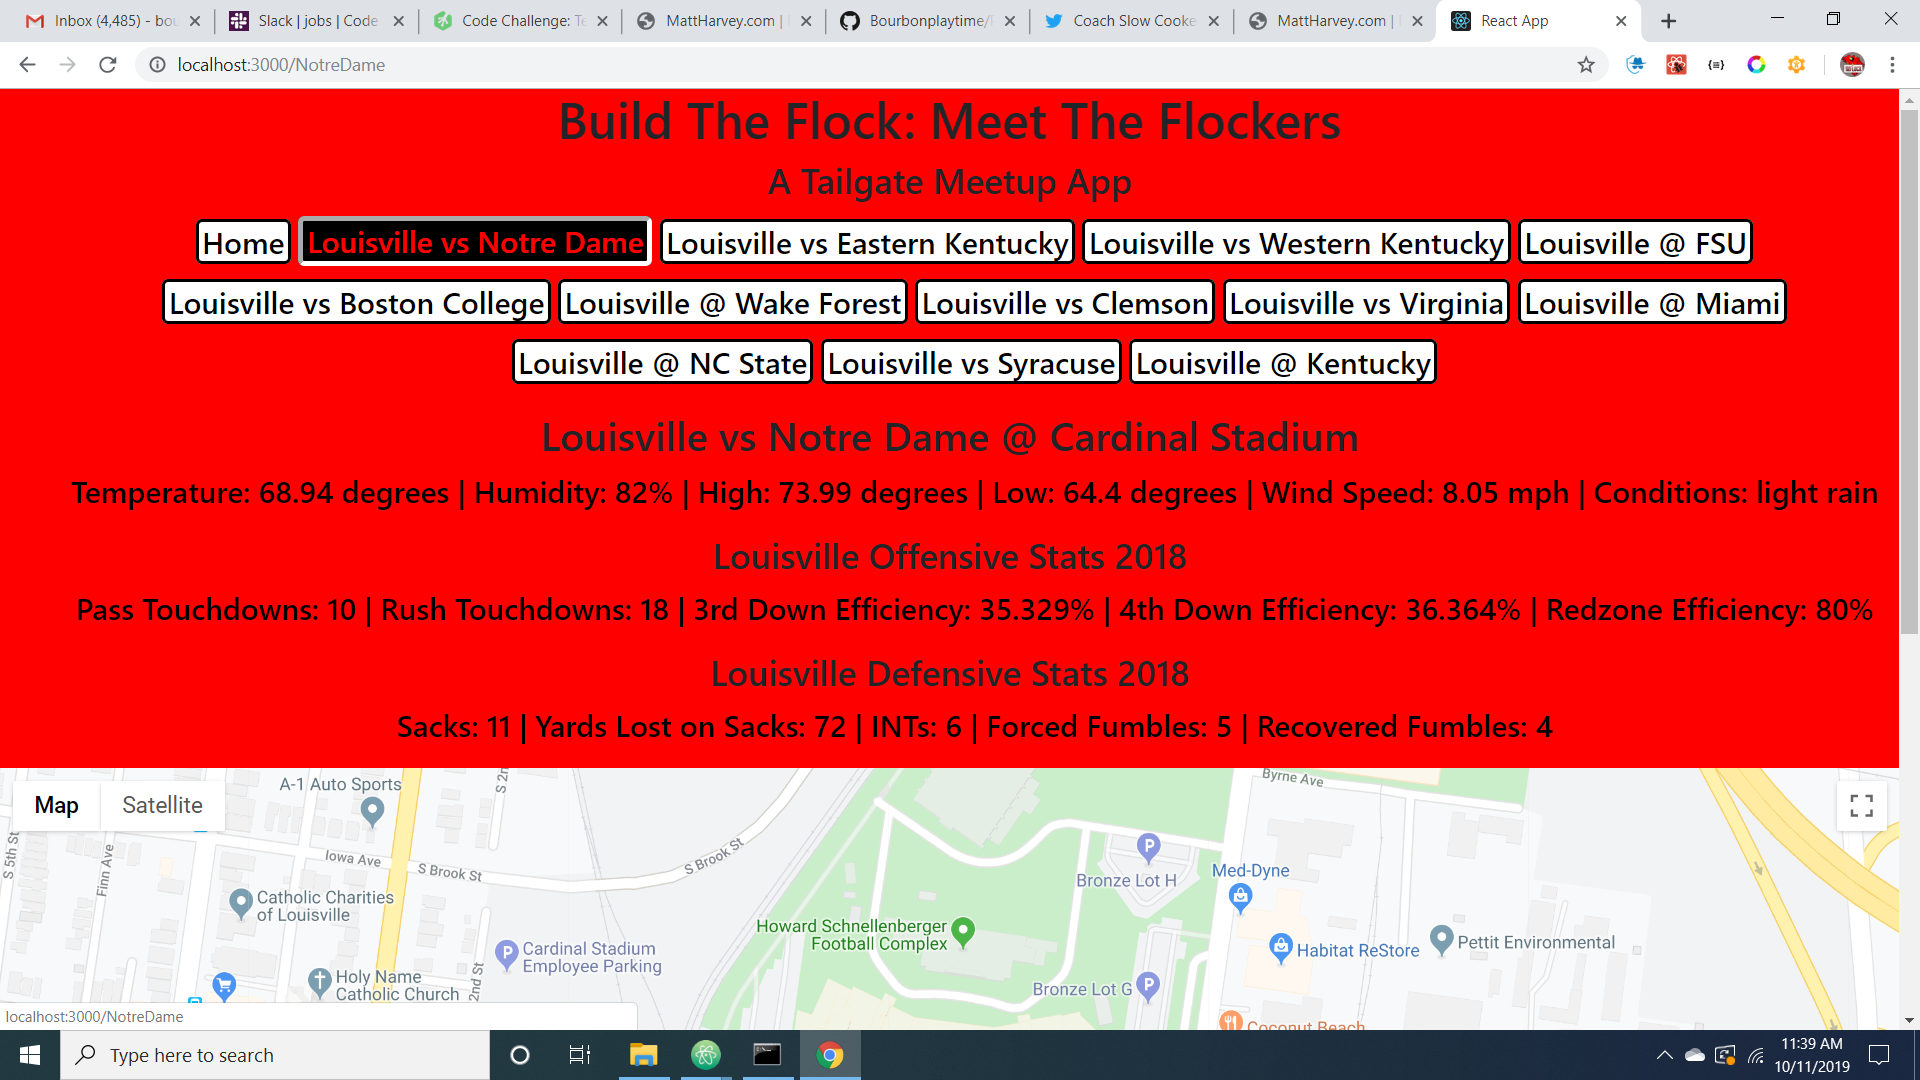 Inbox (4,485) - bou
Slack | jobs | Code
Code Challenge: Te
MattHarvey.com |
Bourbonplaytime/
Coach Slow Cooke
MattHarvey.com |
React App
localhost:3000/NotreDame
Build The Flock: Meet The Flockers
A Tailgate Meetup App
Home
Louisville vs Notre Dame
Louisville vs Eastern Kentucky
Louisville vs Western Kentucky
Louisville @ FSU
Louisville vs Boston College
Louisville @ Wake Forest
Louisville vs Clemson
Louisville vs Virginia
Louisville @ Miami
Louisville @ NC State
Louisville vs Syracuse
Louisville @ Kentucky
Louisville vs Notre Dame @ Cardinal Stadium
Temperature: 68.94 degrees | Humidity: 82% | High: 73.99 degrees | Low: 64.4 degrees | Wind Speed: 8.05 mph | Conditions: light rain
Louisville Offensive Stats 2018
Pass Touchdowns: 10 | Rush Touchdowns: 18 | 3rd Down Efficiency: 35.329% | 4th Down Efficiency: 36.364% | Redzone Efficiency: 80%
Louisville Defensive Stats 2018
Sacks: 11 | Yards Lost on Sacks: 72 | INTs: 6 | Forced Fumbles: 5 | Recovered Fumbles: 4
Map
Satellite
A-1 Auto Sports
S 2n
Byrne Ave
S 5th St
Finn Ave
Iowa Ave
S Brook St
S Brook St
Catholic Charities
of Louisville
P
Bronze Lot H
Med-Dyne
Howard Schnellenberger
Football Complex
P
Cardinal Stadium
Employee Parking
Habitat ReStore
Pettit Environmental
Holy Name
Catholic Church
2nd St
Bronze Lot G
P
Coconut Beach
localhost:3000/NotreDame
Type here to search
11:39 AM
10/11/2019